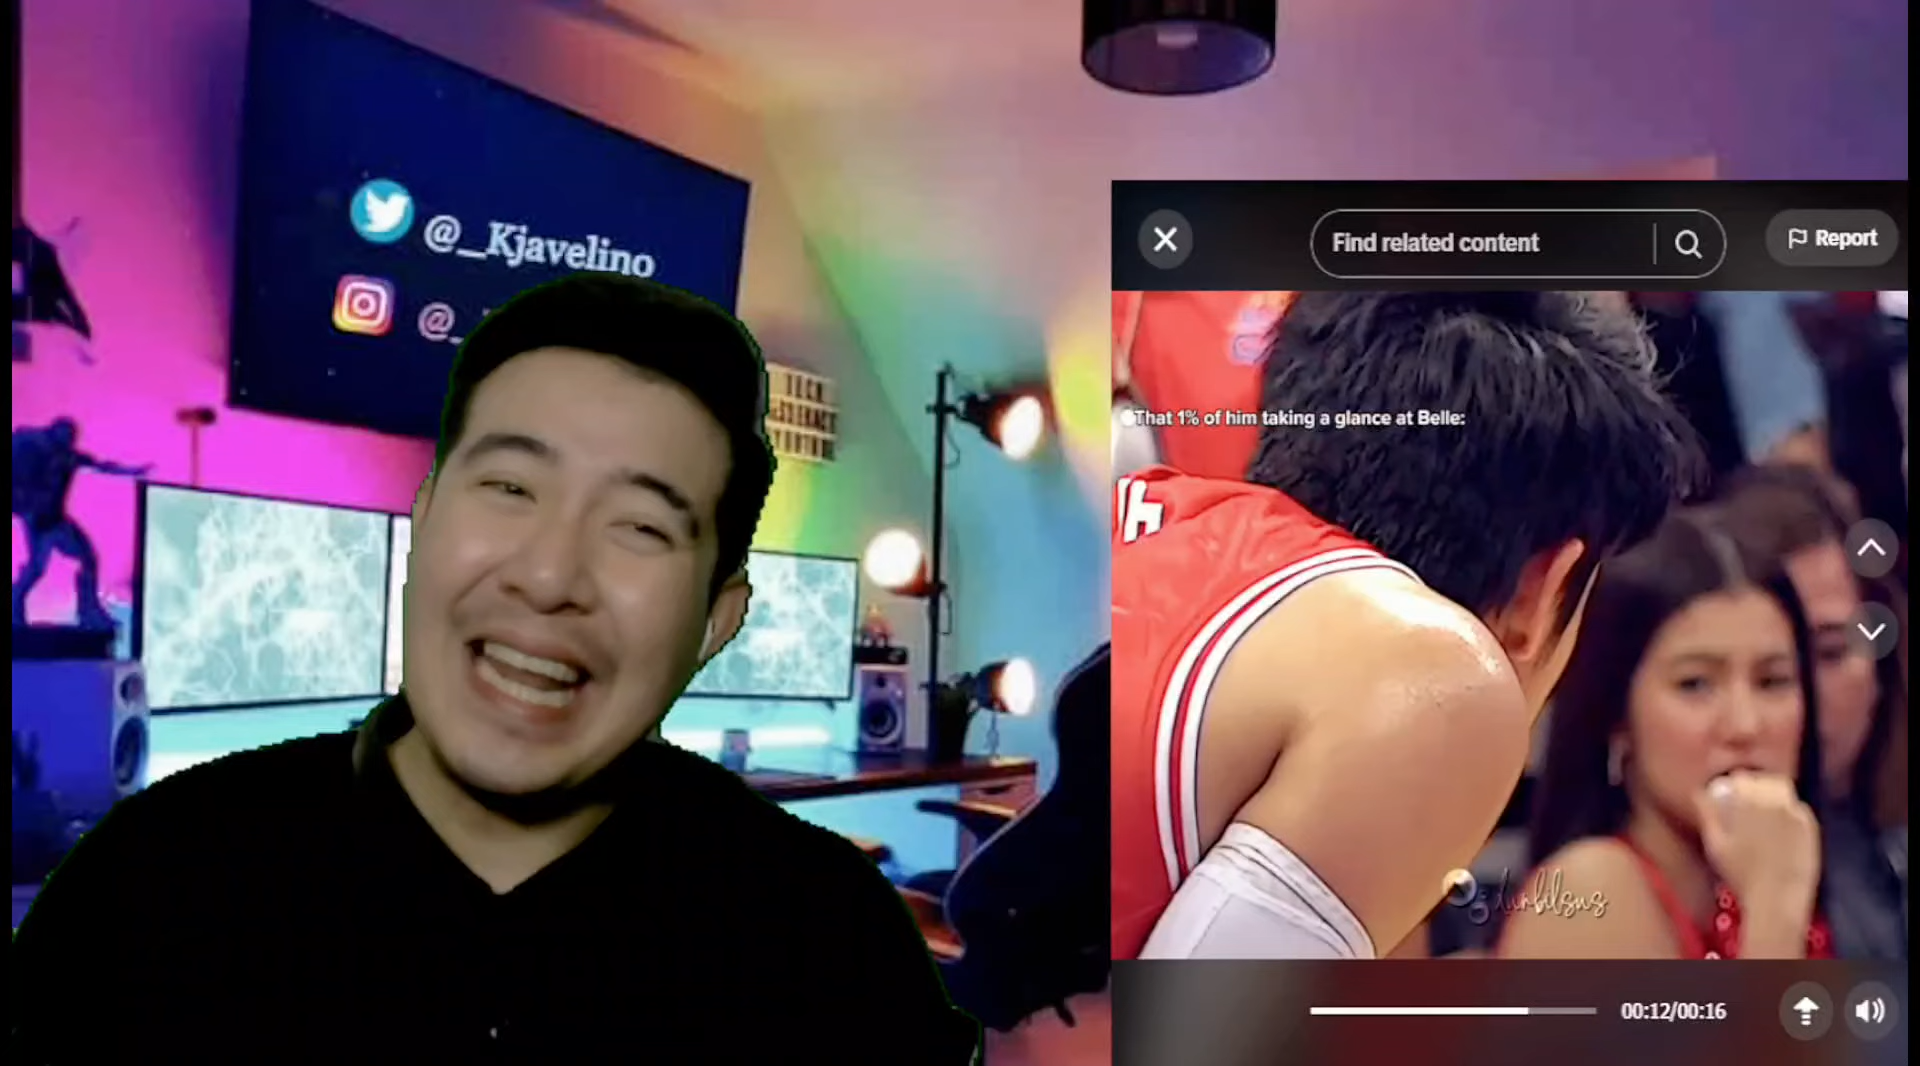 @_Kjavelino
@_
Find related content
Report
That 1% of him taking a glance at Belle:
00:12/00:16